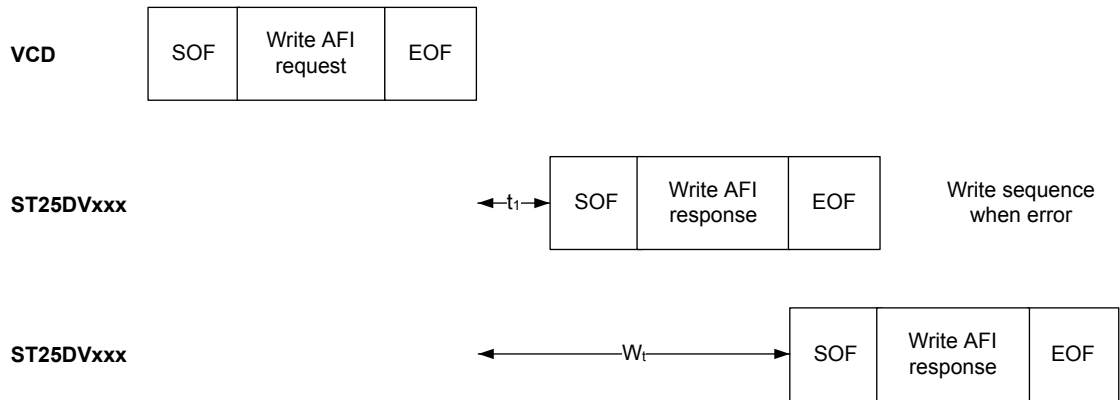 VCD SOF Write AFI request EOF
ST25DVxxx t1 SOF Write AFI response EOF Write sequence when error
ST25DVxxx Wt SOF Write AFI response EOF